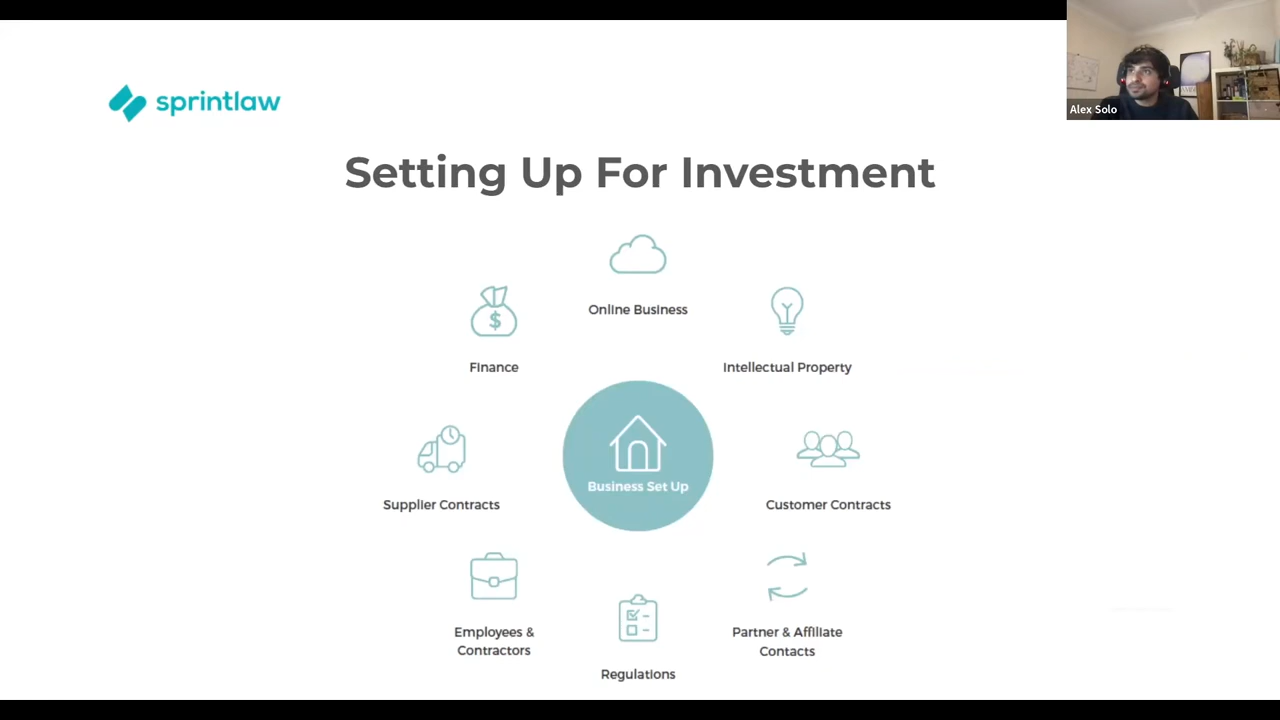 sprintlaw
Alex Solo
Setting Up For Investment
Online Business
Finance
Intellectual Property
$
Business Set Up
Supplier Contracts
Customer Contracts
Employees &
Contractors
Partner & Affiliate
Contacts
Regulations